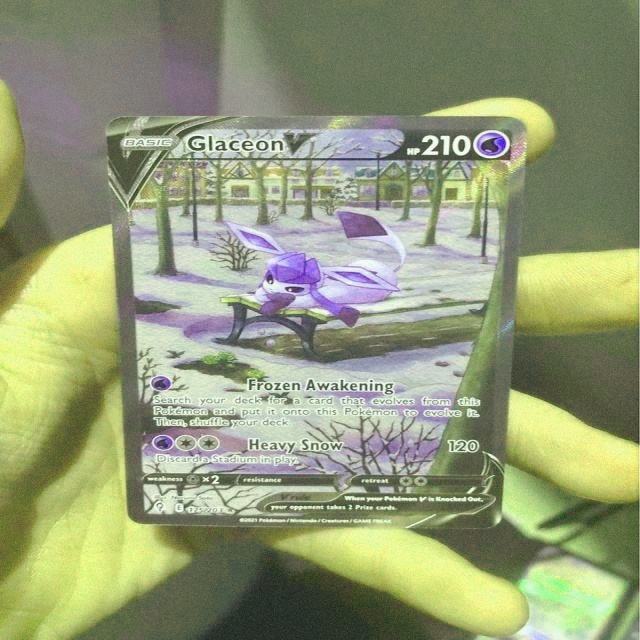 BASIC Glaceon V HP 210
Frozen Awakening
Search your deck for a card that evolves from this
Pokémon and put it onto this Pokémon to evolve it.
Then, shuffle your deck.
Heavy Snow 120
Discard a Stadium in play.
weakness ×2 resistance retreat
V rule When your Pokémon V is Knocked Out,
your opponent takes 2 Prize cards.
E 175/203
©2021 Pokémon / Nintendo / Creatures / GAME FREAK